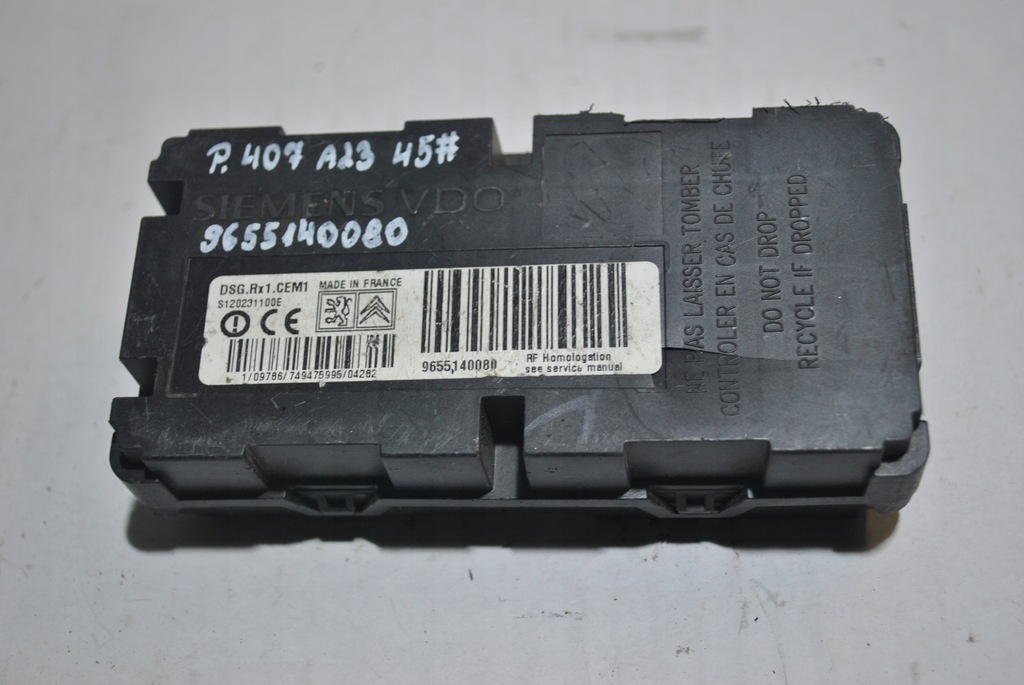 P. 407 A23 45#
SIEMENS VDO
9655140080
DSG.Rx1.CEM1 MADE IN FRANCE
S120231100E
CE
1/09786/749475995/04282
9655140080
RF Homologation
see service manual
NE PAS LAISSER TOMBER
CONTROLER EN CAS DE CHUTE
DO NOT DROP
RECYCLE IF DROPPED